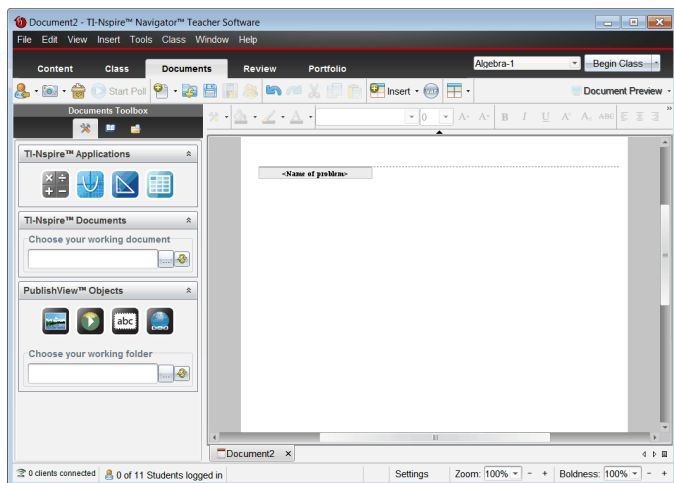 Document2 - TI-Nspire™ Navigator™ Teacher Software
File Edit View Insert Tools Class Window Help
Content Class Documents Review Portfolio Algebra-1 Begin Class
Start Poll Insert Document Preview
Documents Toolbox
0 A- A+ B I U ABC
TI-Nspire™ Applications
<Name of problem>
TI-Nspire™ Documents
Choose your working document
...
PublishView™ Objects
abc
Choose your working folder
...
Document2 x
0 clients connected 0 of 11 Students logged in Settings Zoom: 100% - + Boldness: 100% - +